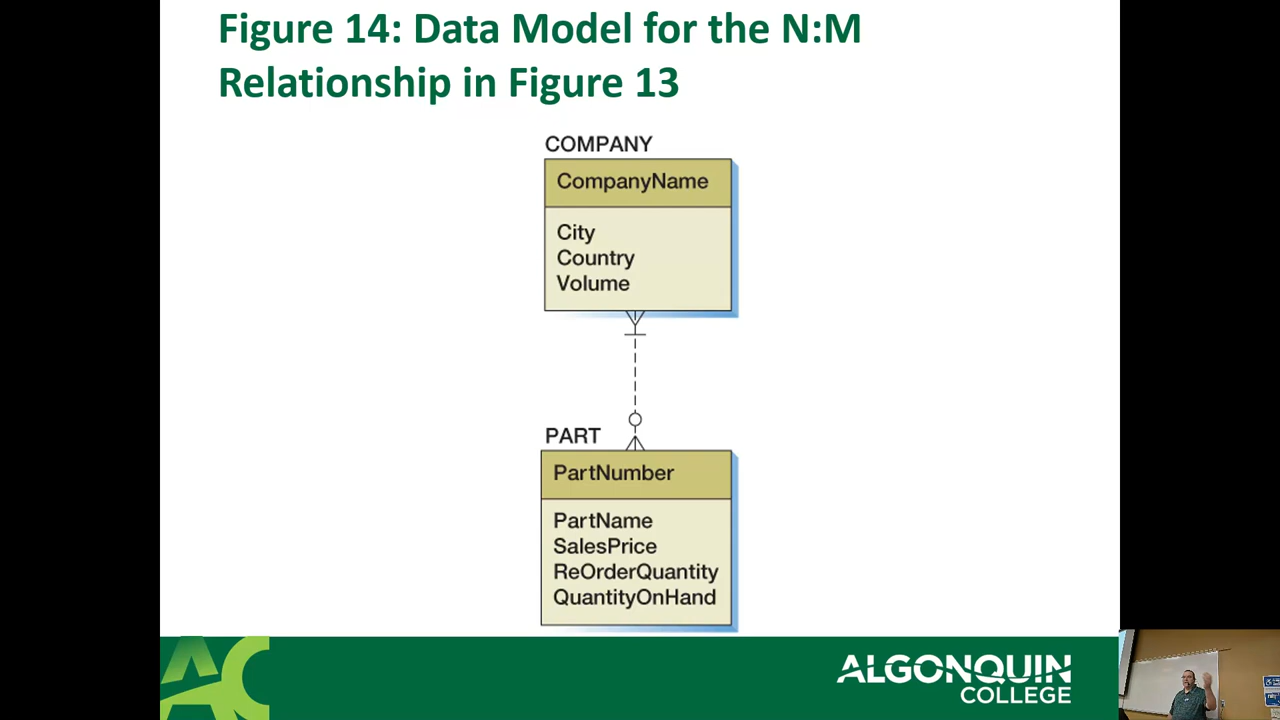 Figure 14: Data Model for the N:M
Relationship in Figure 13
COMPANY
CompanyName
City
Country
Volume
PART
PartNumber
PartName
SalesPrice
ReOrderQuantity
QuantityOnHand
AC
ALGONQUIN
COLLEGE